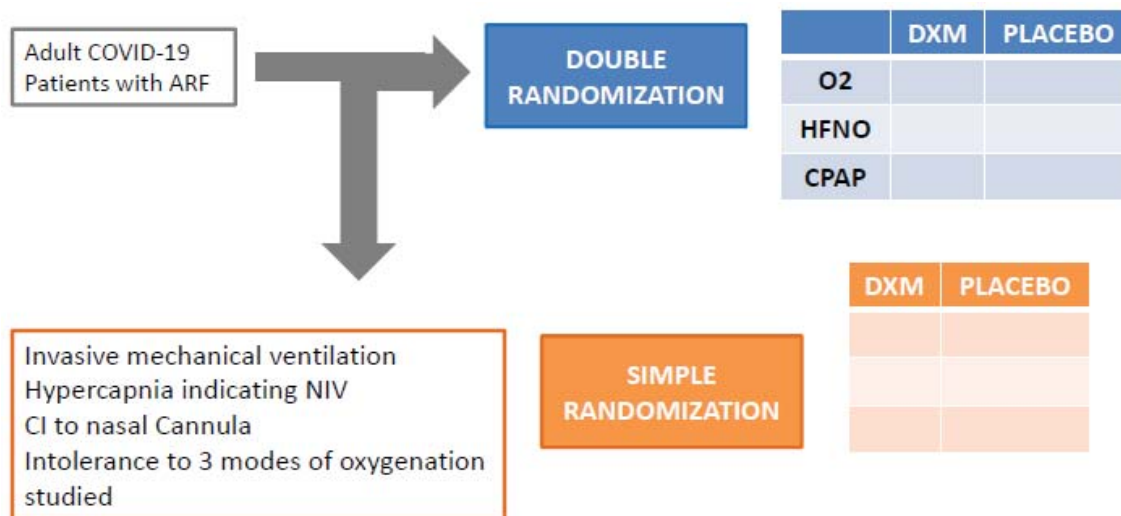 Adult COVID-19
Patients with ARF
DOUBLE
RANDOMIZATION
DXM PLACEBO
O2
HFNO
CPAP
Invasive mechanical ventilation
Hypercapnia indicating NIV
CI to nasal Cannula
Intolerance to 3 modes of oxygenation
studied
SIMPLE
RANDOMIZATION
DXM PLACEBO